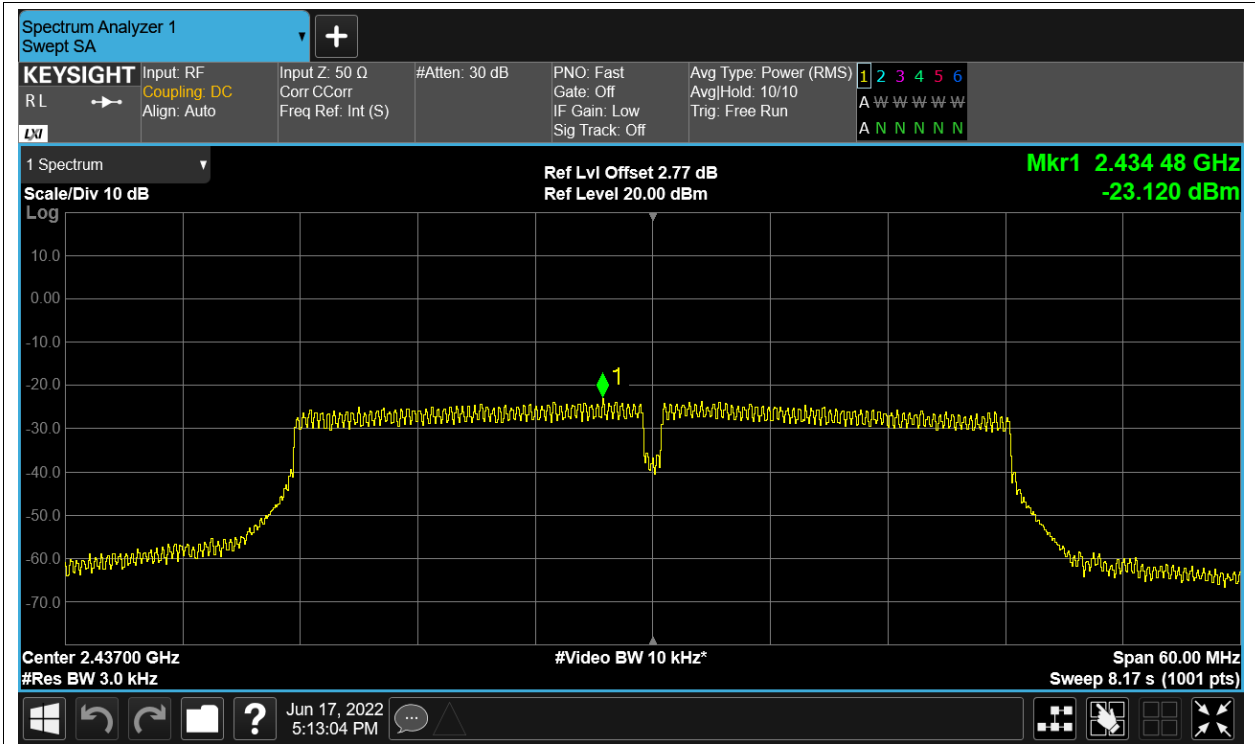 Spectrum Analyzer 1
Swept SA
KEYSIGHT Input: RF Input Z: 50 Ω #Atten: 30 dB PNO: Fast Avg Type: Power (RMS) 1 2 3 4 5 6
R L Coupling: DC Corr CCorr Gate: Off Avg|Hold: 10/10 A W W W W W
Align: Auto Freq Ref: Int (S) IF Gain: Low Trig: Free Run
LXI Sig Track: Off A N N N N N
1 Spectrum Ref Lvl Offset 2.77 dB Mkr1 2.434 48 GHz
Scale/Div 10 dB Ref Level 20.00 dBm -23.120 dBm
Log
10.0
0.00
-10.0
-20.0
1
-30.0
-40.0
-50.0
-60.0
-70.0
Center 2.43700 GHz #Video BW 10 kHz* Span 60.00 MHz
#Res BW 3.0 kHz Sweep 8.17 s (1001 pts)
? Jun 17, 2022
5:13:04 PM